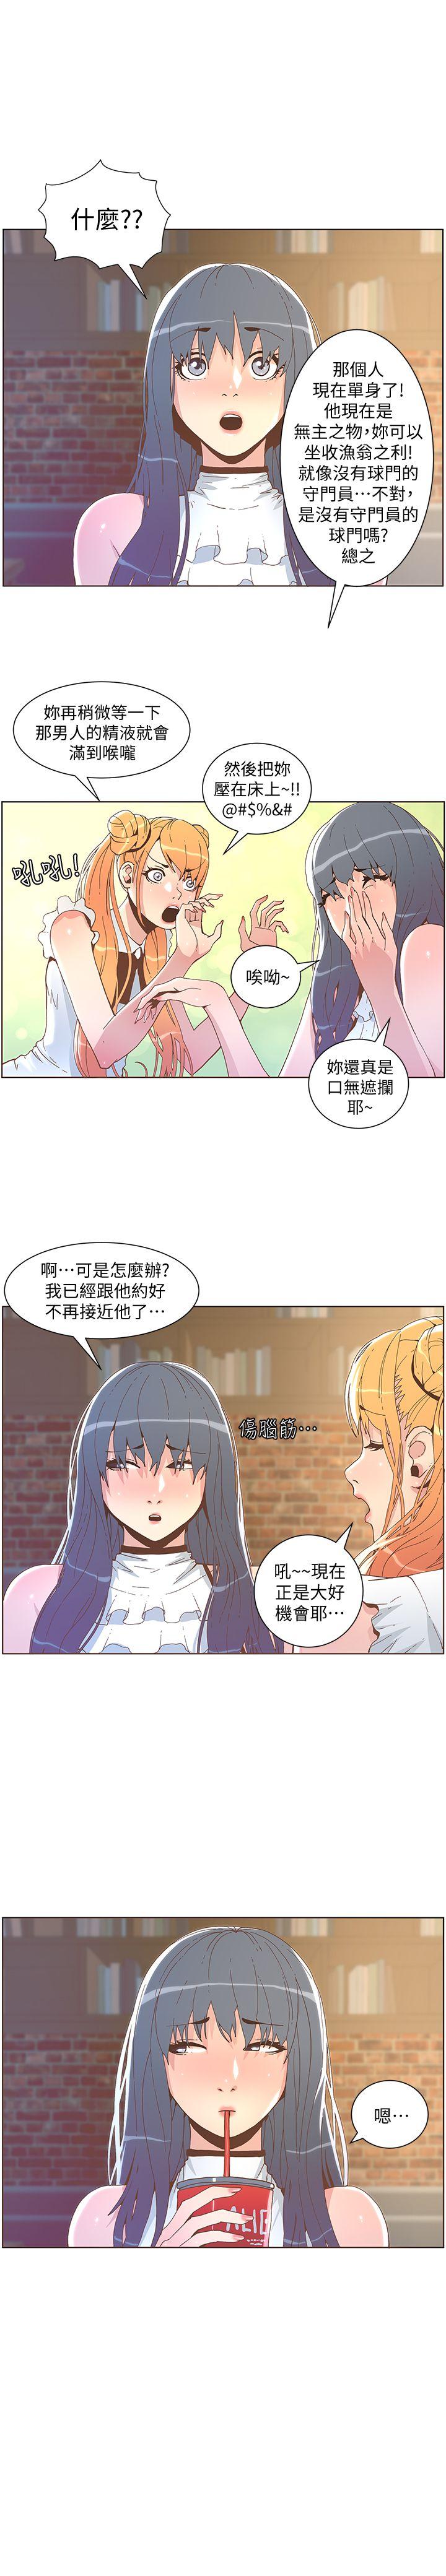 什麼??
那個人
現在單身了!
他現在是
無主之物,妳可以
坐收漁翁之利!
就像沒有球門的
守門員⋯不對,
是沒有守門員的
球門嗎?
總之
妳再稍微等一下
那男人的精液就會
滿到喉嚨
然後把妳
壓在床上~!!
@#$%&#
吼吼!
唉呦~
妳還真是
口無遮攔
耶~
啊⋯可是怎麼辦?
我已經跟他約好
不再接近他了⋯
傷腦筋⋯
吼~~現在
正是大好
機會耶⋯
嗯⋯